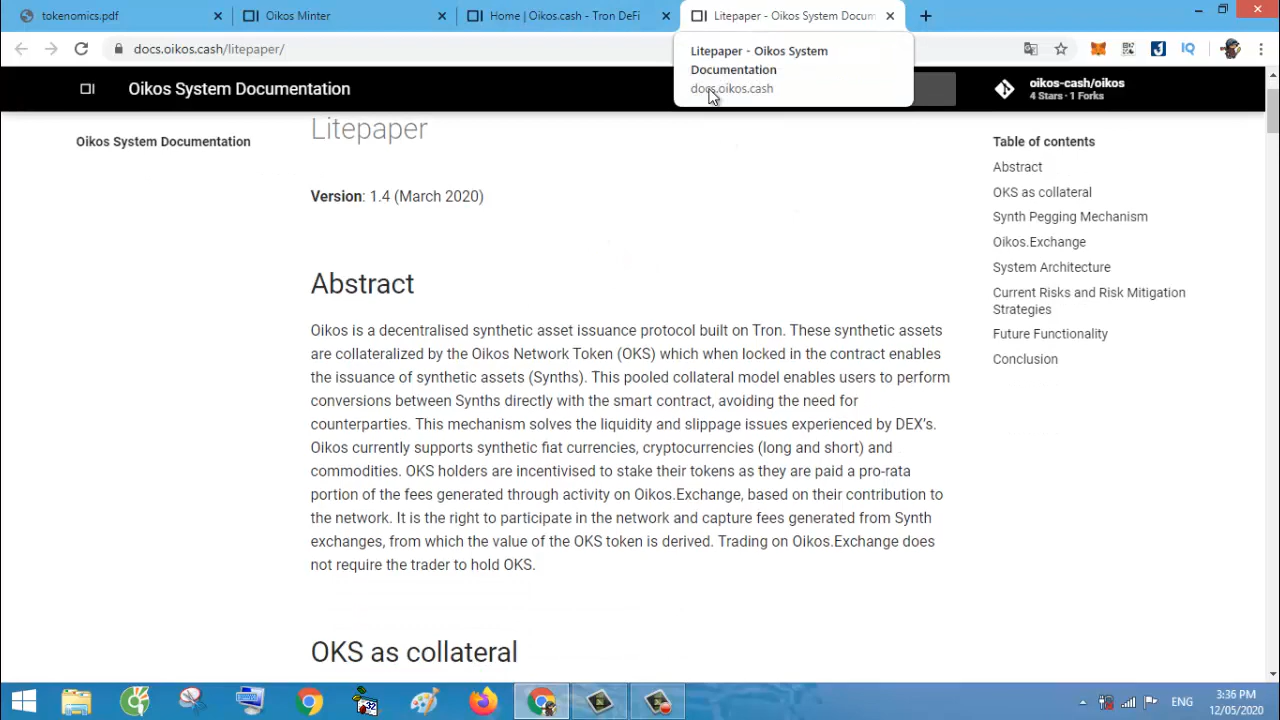 tokenomics.pdf
Oikos Minter
Home | Oikos.cash - Tron DeFi
Litepaper - Oikos System Docum
docs.oikos.cash/litepaper/
Litepaper - Oikos System
Documentation
docs.oikos.cash
Oikos System Documentation
oikos-cash/oikos
4 Stars · 1 Forks
Oikos System Documentation
Litepaper
Version: 1.4 (March 2020)
Abstract
Oikos is a decentralised synthetic asset issuance protocol built on Tron. These synthetic assets
are collateralized by the Oikos Network Token (OKS) which when locked in the contract enables
the issuance of synthetic assets (Synths). This pooled collateral model enables users to perform
conversions between Synths directly with the smart contract, avoiding the need for
counterparties. This mechanism solves the liquidity and slippage issues experienced by DEX's.
Oikos currently supports synthetic fiat currencies, cryptocurrencies (long and short) and
commodities. OKS holders are incentivised to stake their tokens as they are paid a pro-rata
portion of the fees generated through activity on Oikos.Exchange, based on their contribution to
the network. It is the right to participate in the network and capture fees generated from Synth
exchanges, from which the value of the OKS token is derived. Trading on Oikos.Exchange does
not require the trader to hold OKS.
OKS as collateral
Table of contents
Abstract
OKS as collateral
Synth Pegging Mechanism
Oikos.Exchange
System Architecture
Current Risks and Risk Mitigation
Strategies
Future Functionality
Conclusion
IQ
ENG
3:36 PM
12/05/2020